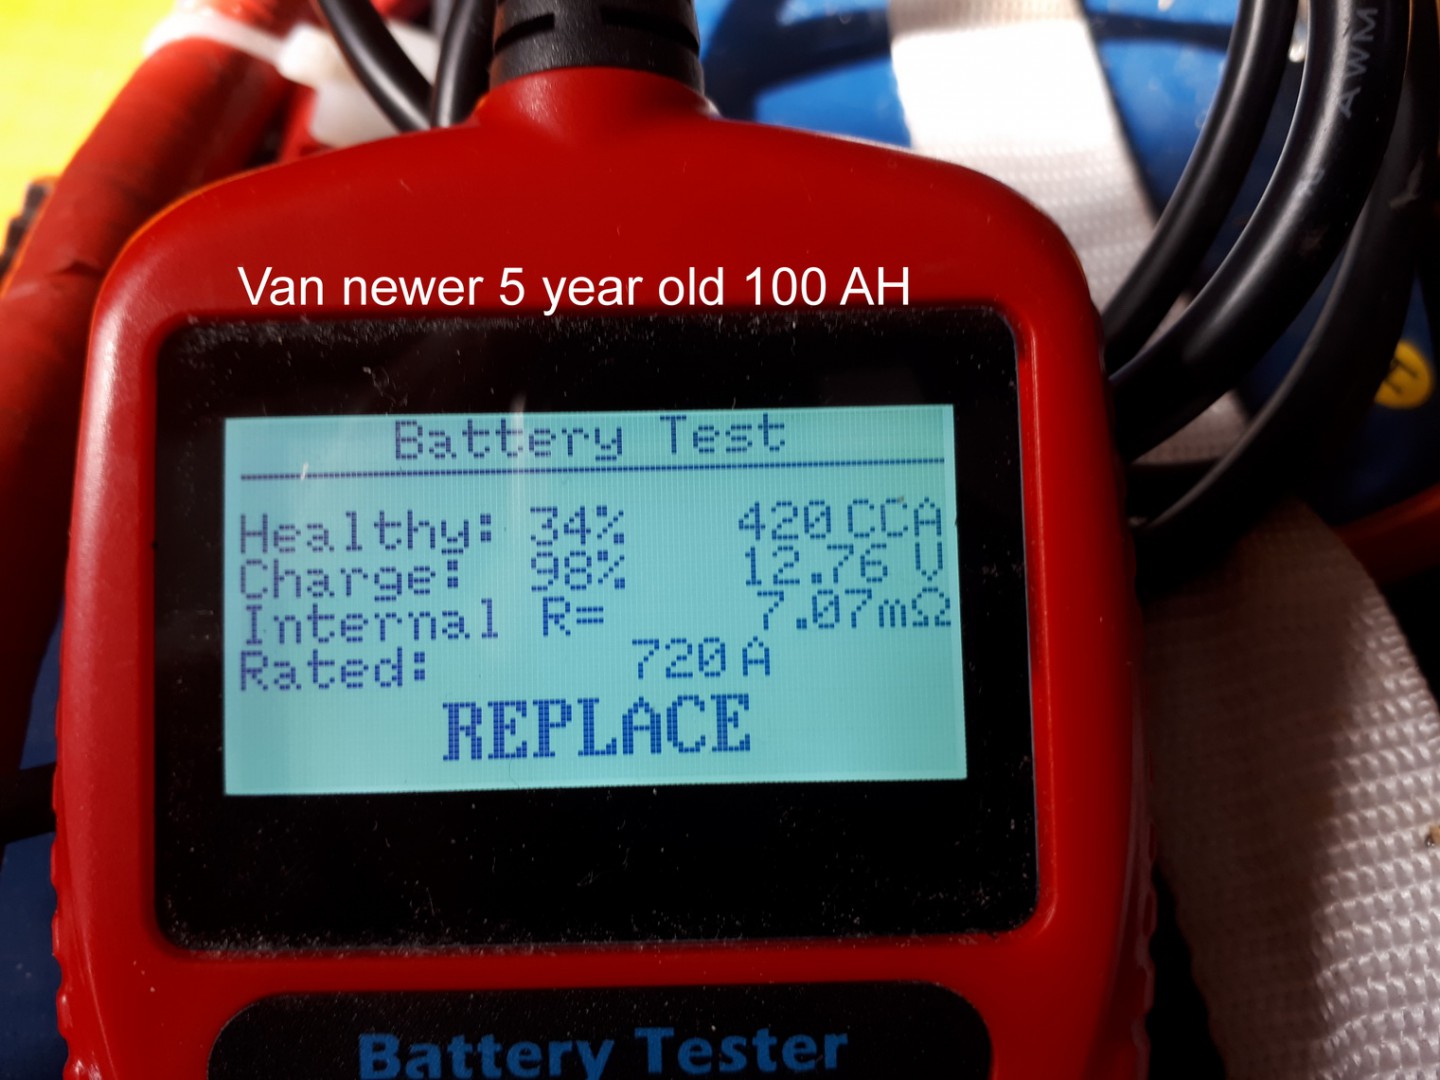 AWM
Van newer 5 year old 100 AH
Battery Test
Healthy: 34% 420 CCA
Charge: 98% 12.76 V
Internal R= 7.07mΩ
Rated: 720 A
REPLACE
Battery Tester